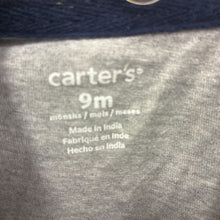 carter's®
9m
months / mois / meses
Made in India
Fabriqué en Inde
Hecho en India